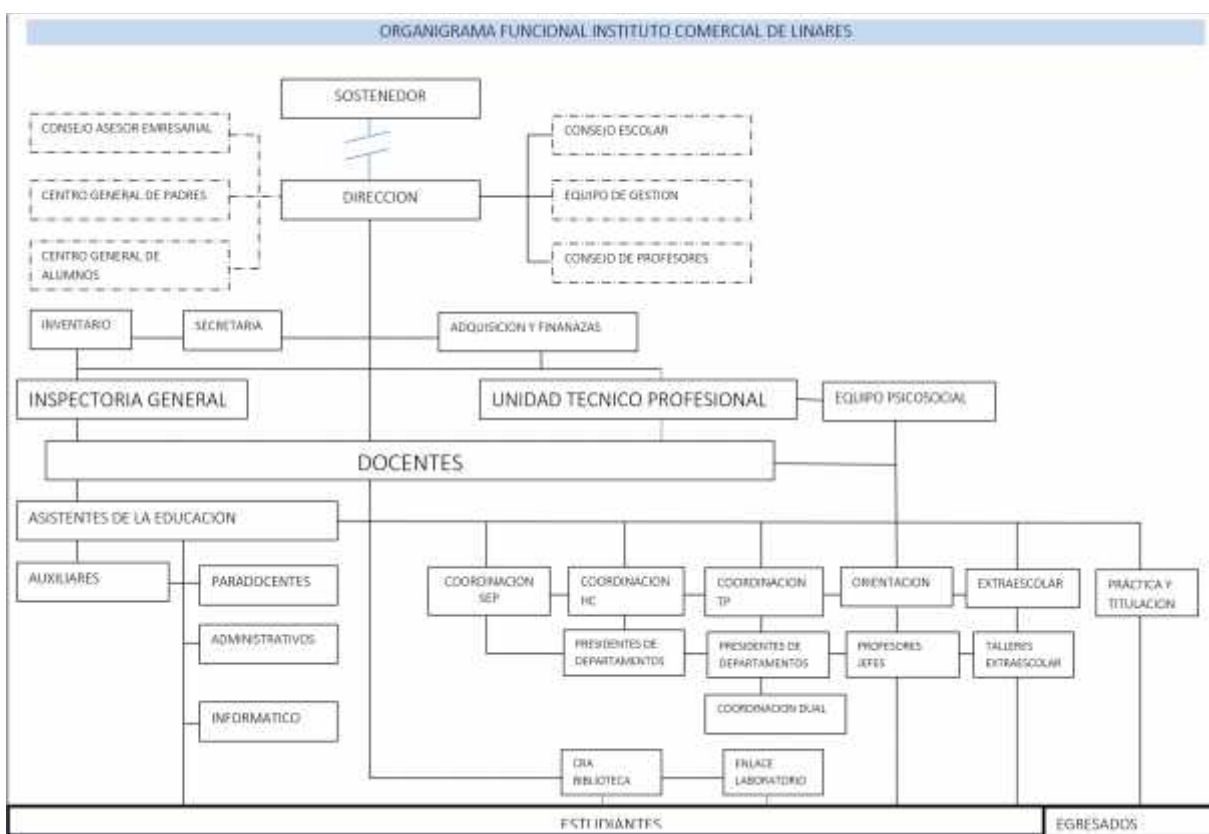 ORGANIGRAMA FUNCIONAL INSTITUTO COMERCIAL DE LINARES
SOSTENEDOR
CONSEJO ASESOR EMRESARIAL
CONSEJO ESCOLAR
CENTRO GENERAL DE PADRES
DIRECCION
EQUIPO DE GESTION
CENTRO GENERAL DE
ALUMNOS
CONSEJO DE PROFESORES
INVENTARIO
SECRETARIA
ADQUISICION Y FINANAZAS
INSPECTORIA GENERAL
UNIDAD TECNICO PROFESIONAL
EQUIPO PSICOSOCIAL
DOCENTES
ASISTENTES DE LA EDUCACION
AUXILIARES
PARADOCENTES
ADMINISTRATIVOS
INFORMATICO
COORDINACION
SEP
COORDINACION
HC
COORDINACION
TP
ORIENTACION
EXTRAESCOLAR
PRÁCTICA Y
TITULACION
PRESIDENTES DE
DEPARTAMENTOS
PRESIDENTES DE
DEPARTAMENTOS
PROFESORES
JEFES
TALLERES
EXTRAESCOLAR
COORDINACION DUAL
CRA
BIBLIOTECA
ENLACE
LABORATORIO
ESTUDIANTES
EGRESADOS